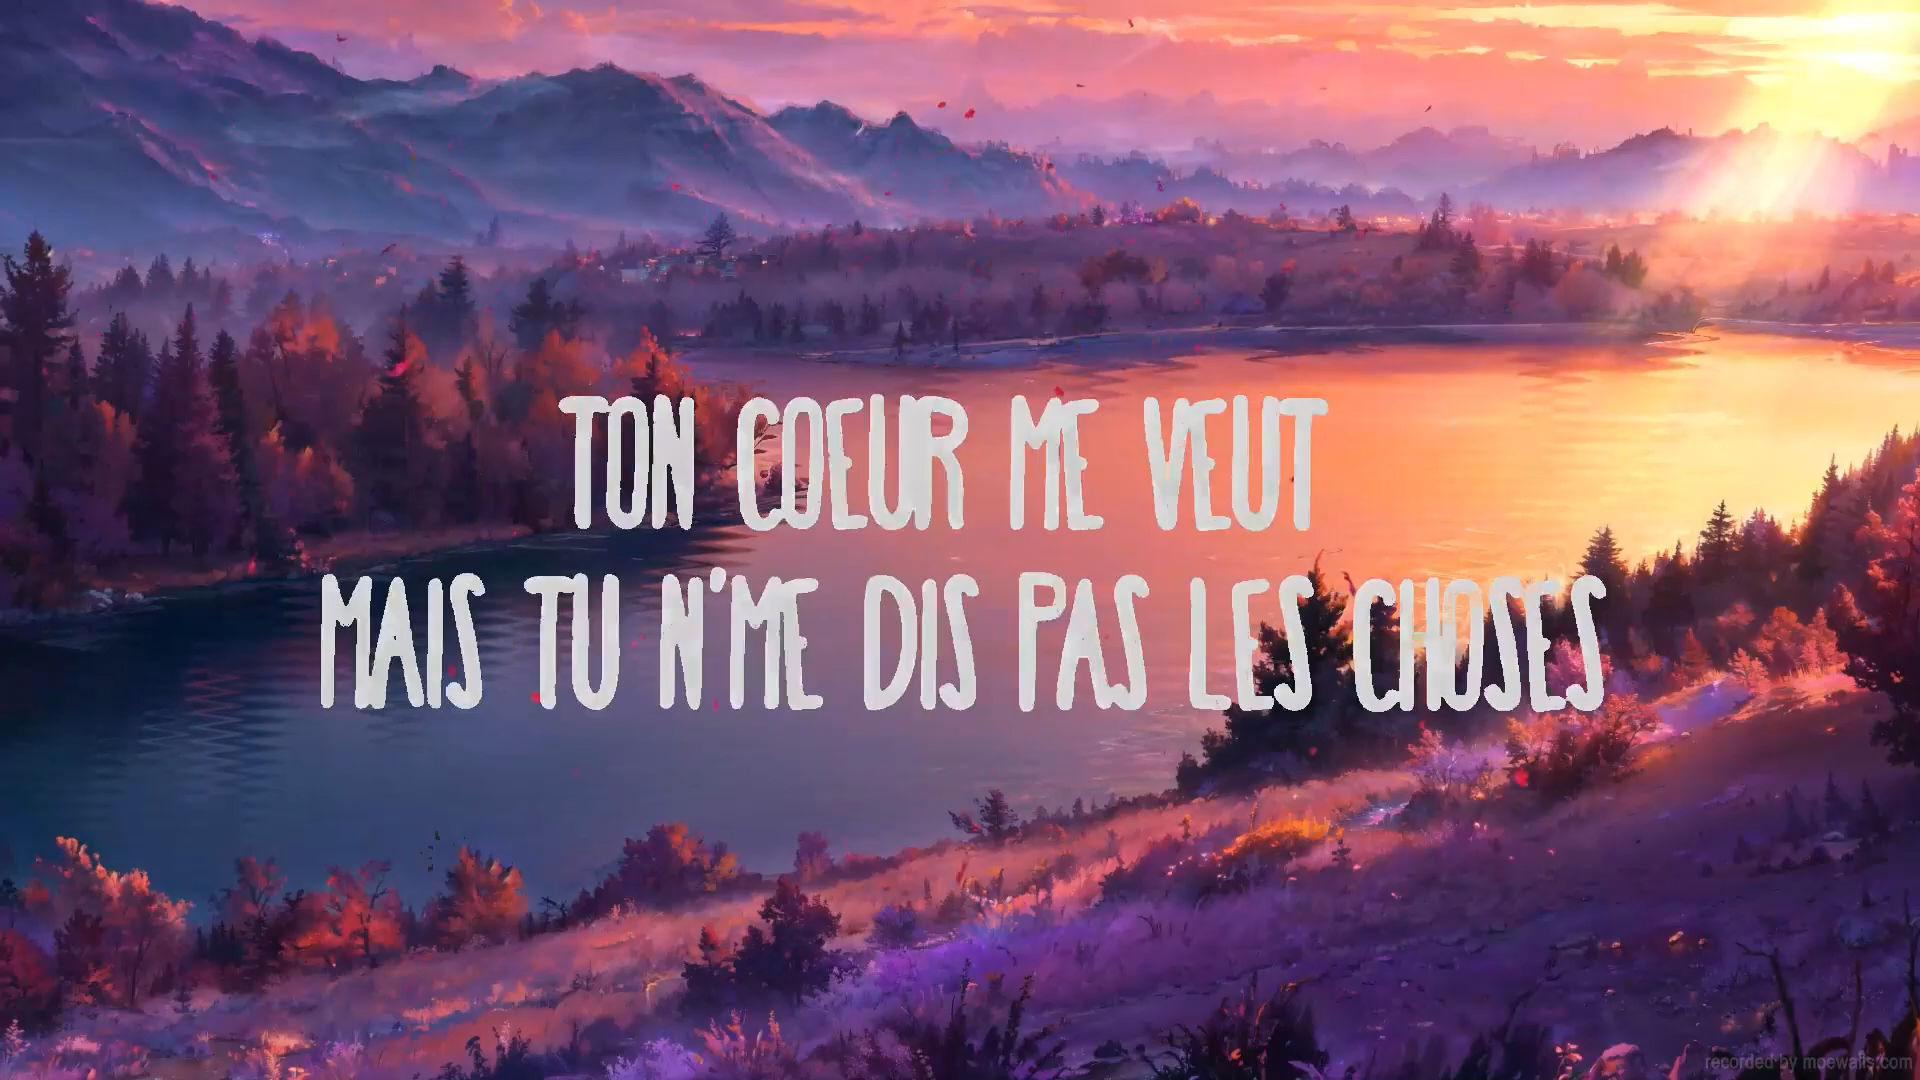 TON COEUR ME VEUT
MAIS TU N'ME DIS PAS LES CHOSES
recorded by moewalls.com